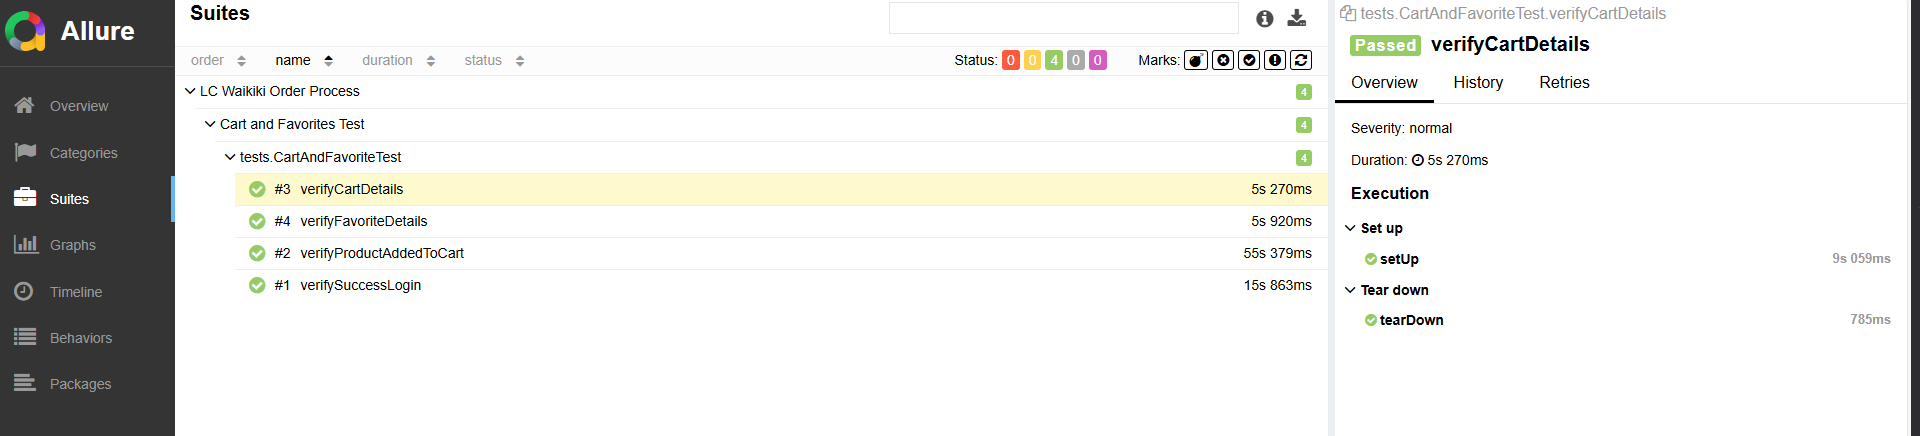 Allure
Overview
Categories
Suites
Graphs
Timeline
Behaviors
Packages
Suites
order name duration status Status: 0 0 4 0 0 Marks:
LC Waikiki Order Process 4
Cart and Favorites Test 4
tests.CartAndFavoriteTest 4
#3 verifyCartDetails 5s 270ms
#4 verifyFavoriteDetails 5s 920ms
#2 verifyProductAddedToCart 55s 379ms
#1 verifySuccessLogin 15s 863ms
tests.CartAndFavoriteTest.verifyCartDetails
Passed verifyCartDetails
Overview History Retries
Severity: normal
Duration: 5s 270ms
Execution
Set up
setUp 9s 059ms
Tear down
tearDown 785ms